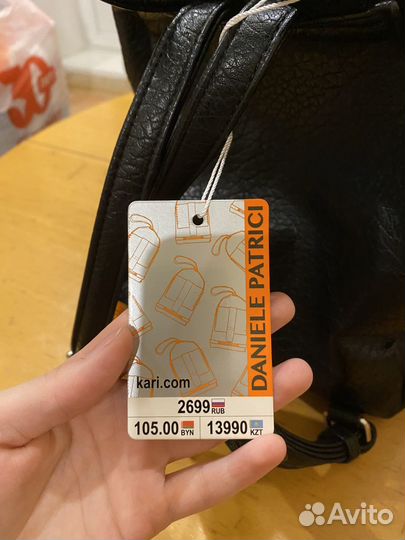 DANIELE PATRICI
kari.com
2699 RUB
105.00 BYN 13990 KZT
Avito